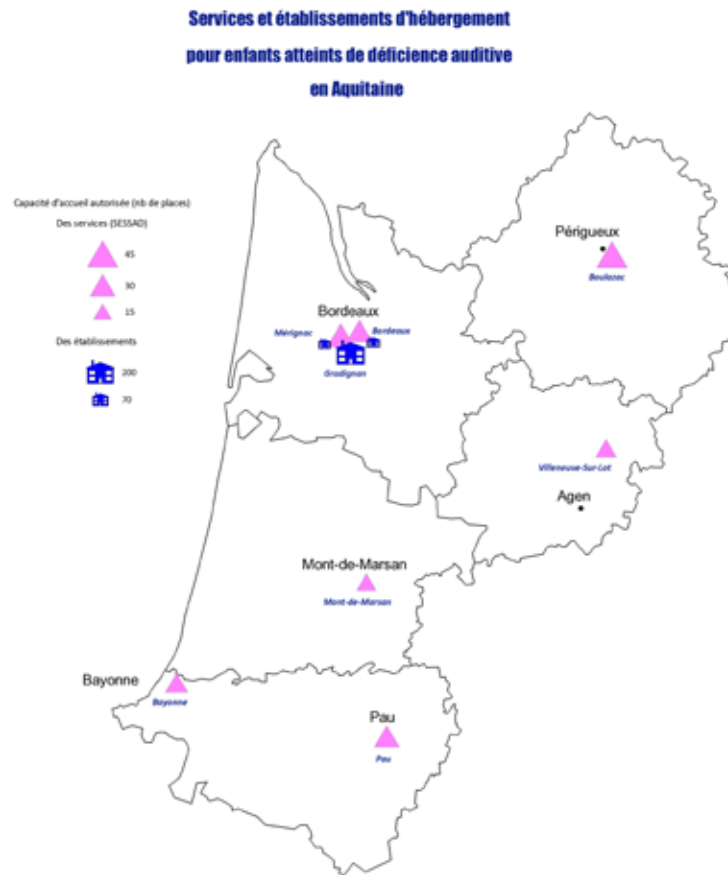 Services et établissements d'hébergement
pour enfants atteints de déficience auditive
en Aquitaine
Capacité d'accueil autorisée (nb de places)
Des services (SESSAD)
45
30
15
Des établissements
200
70
Périgueux
Boulazac
Bordeaux
Mérignac
Bordeaux
Gradignan
Villeneuse-Sur-Lot
Agen
Mont-de-Marsan
Mont-de-Marsan
Bayonne
Bayonne
Pau
Pau